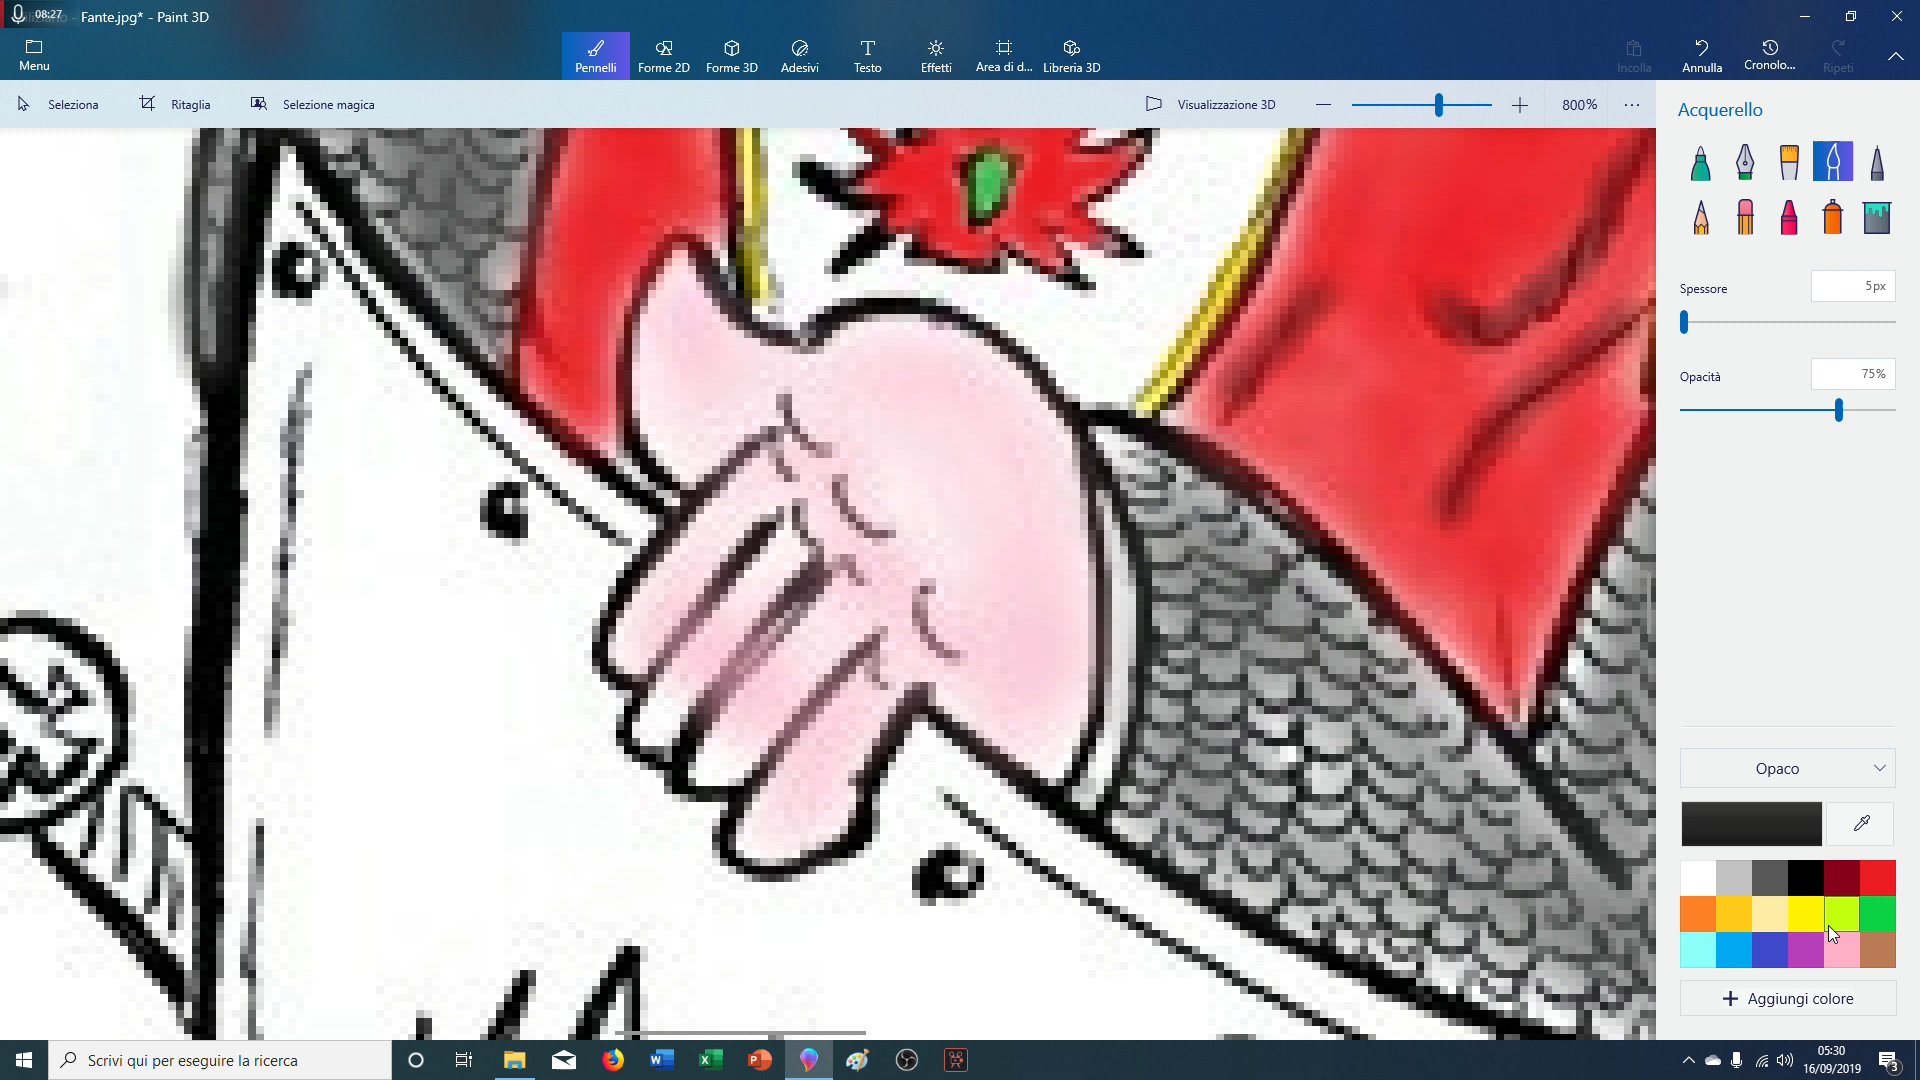 08:27 - Fante.jpg* - Paint 3D
Menu
Pennelli Forme 2D Forme 3D Adesivi Testo Effetti Area di d... Libreria 3D
Incolla Annulla Cronolo... Ripeti
Seleziona Ritaglia Selezione magica Visualizzazione 3D 800%
Acquerello
Spessore 5px
Opacità 75%
Opaco
Aggiungi colore
Scrivi qui per eseguire la ricerca
05:30
16/09/2019
3